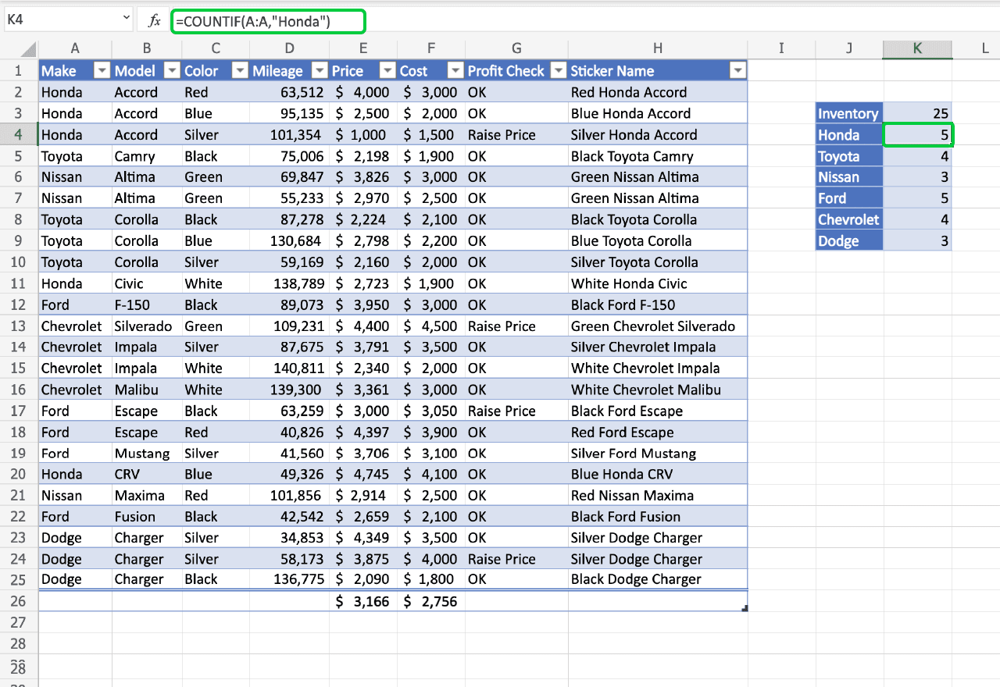 K4 fx =COUNTIF(A:A,"Honda")
A B C D E F G H I J K L
1 Make Model Color Mileage Price Cost Profit Check Sticker Name
2 Honda Accord Red 63,512 $ 4,000 $ 3,000 OK Red Honda Accord
3 Honda Accord Blue 95,135 $ 2,500 $ 2,000 OK Blue Honda Accord Inventory 25
4 Honda Accord Silver 101,354 $ 1,000 $ 1,500 Raise Price Silver Honda Accord Honda 5
5 Toyota Camry Black 75,006 $ 2,198 $ 1,900 OK Black Toyota Camry Toyota 4
6 Nissan Altima Green 69,847 $ 3,826 $ 3,000 OK Green Nissan Altima Nissan 3
7 Nissan Altima Green 55,233 $ 2,970 $ 2,500 OK Green Nissan Altima Ford 5
8 Toyota Corolla Black 87,278 $ 2,224 $ 2,100 OK Black Toyota Corolla Chevrolet 4
9 Toyota Corolla Blue 130,684 $ 2,798 $ 2,200 OK Blue Toyota Corolla Dodge 3
10 Toyota Corolla Silver 59,169 $ 2,160 $ 2,000 OK Silver Toyota Corolla
11 Honda Civic White 138,789 $ 2,723 $ 1,900 OK White Honda Civic
12 Ford F-150 Black 89,073 $ 3,950 $ 3,000 OK Black Ford F-150
13 Chevrolet Silverado Green 109,231 $ 4,400 $ 4,500 Raise Price Green Chevrolet Silverado
14 Chevrolet Impala Silver 87,675 $ 3,791 $ 3,500 OK Silver Chevrolet Impala
15 Chevrolet Impala White 140,811 $ 2,340 $ 2,000 OK White Chevrolet Impala
16 Chevrolet Malibu White 139,300 $ 3,361 $ 3,000 OK White Chevrolet Malibu
17 Ford Escape Black 63,259 $ 3,000 $ 3,050 Raise Price Black Ford Escape
18 Ford Escape Red 40,826 $ 4,397 $ 3,900 OK Red Ford Escape
19 Ford Mustang Silver 41,560 $ 3,706 $ 3,100 OK Silver Ford Mustang
20 Honda CRV Blue 49,326 $ 4,745 $ 4,100 OK Blue Honda CRV
21 Nissan Maxima Red 101,856 $ 2,914 $ 2,500 OK Red Nissan Maxima
22 Ford Fusion Black 42,542 $ 2,659 $ 2,100 OK Black Ford Fusion
23 Dodge Charger Silver 34,853 $ 4,349 $ 3,500 OK Silver Dodge Charger
24 Dodge Charger Silver 58,173 $ 3,875 $ 4,000 Raise Price Silver Dodge Charger
25 Dodge Charger Black 136,775 $ 2,090 $ 1,800 OK Black Dodge Charger
26 $ 3,166 $ 2,756
27
28
28